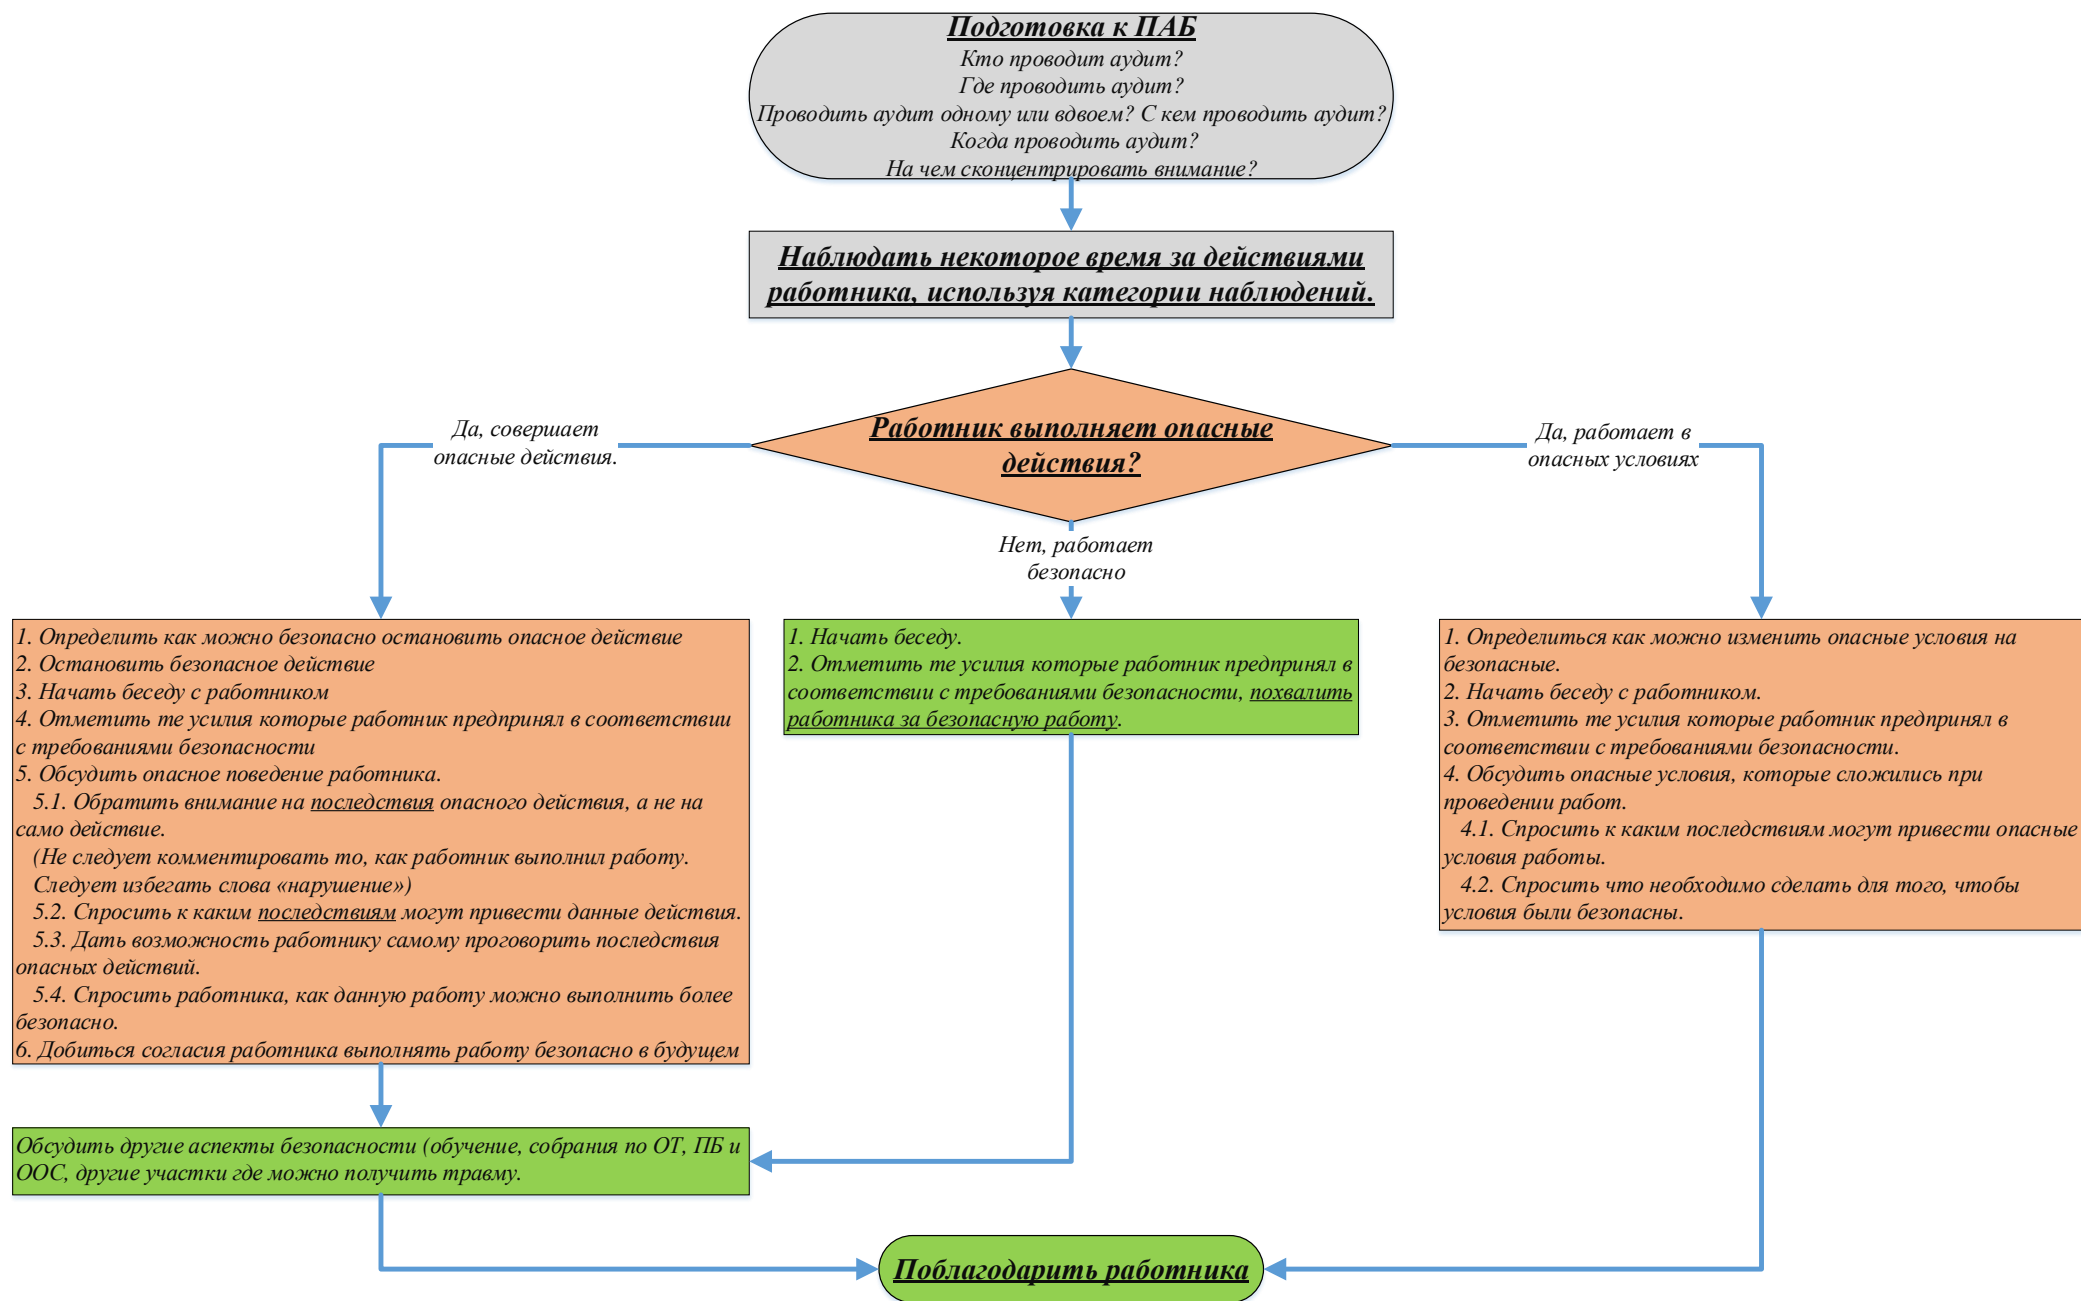 Подготовка к ПАБ
Кто проводит аудит?
Где проводить аудит?
Проводить аудит одному или вдвоем? С кем проводить аудит?
Когда проводить аудит?
На чем сконцентрировать внимание?
Наблюдать некоторое время за действиями
работника, используя категории наблюдений.
Работник выполняет опасные
действия?
Да, совершает
опасные действия.
Да, работает в
опасных условиях
Нет, работает
безопасно
1. Определить как можно безопасно остановить опасное действие
2. Остановить безопасное действие
3. Начать беседу с работником
4. Отметить те усилия которые работник предпринял в соответствии
с требованиями безопасности
5. Обсудить опасное поведение работника.
5.1. Обратить внимание на последствия опасного действия, а не на
само действие.
(Не следует комментировать то, как работник выполнил работу.
Следует избегать слова «нарушение»)
5.2. Спросить к каким последствиям могут привести данные действия.
5.3. Дать возможность работнику самому проговорить последствия
опасных действий.
5.4. Спросить работника, как данную работу можно выполнить более
безопасно.
6. Добиться согласия работника выполнять работу безопасно в будущем
1. Начать беседу.
2. Отметить те усилия которые работник предпринял в
соответствии с требованиями безопасности, похвалить
работника за безопасную работу.
1. Определиться как можно изменить опасные условия на
безопасные.
2. Начать беседу с работником.
3. Отметить те усилия которые работник предпринял в
соответствии с требованиями безопасности.
4. Обсудить опасные условия, которые сложились при
проведении работ.
4.1. Спросить к каким последствиям могут привести опасные
условия работы.
4.2. Спросить что необходимо сделать для того, чтобы
условия были безопасны.
Обсудить другие аспекты безопасности (обучение, собрания по ОТ, ПБ и
ООС, другие участки где можно получить травму.
Поблагодарить работника